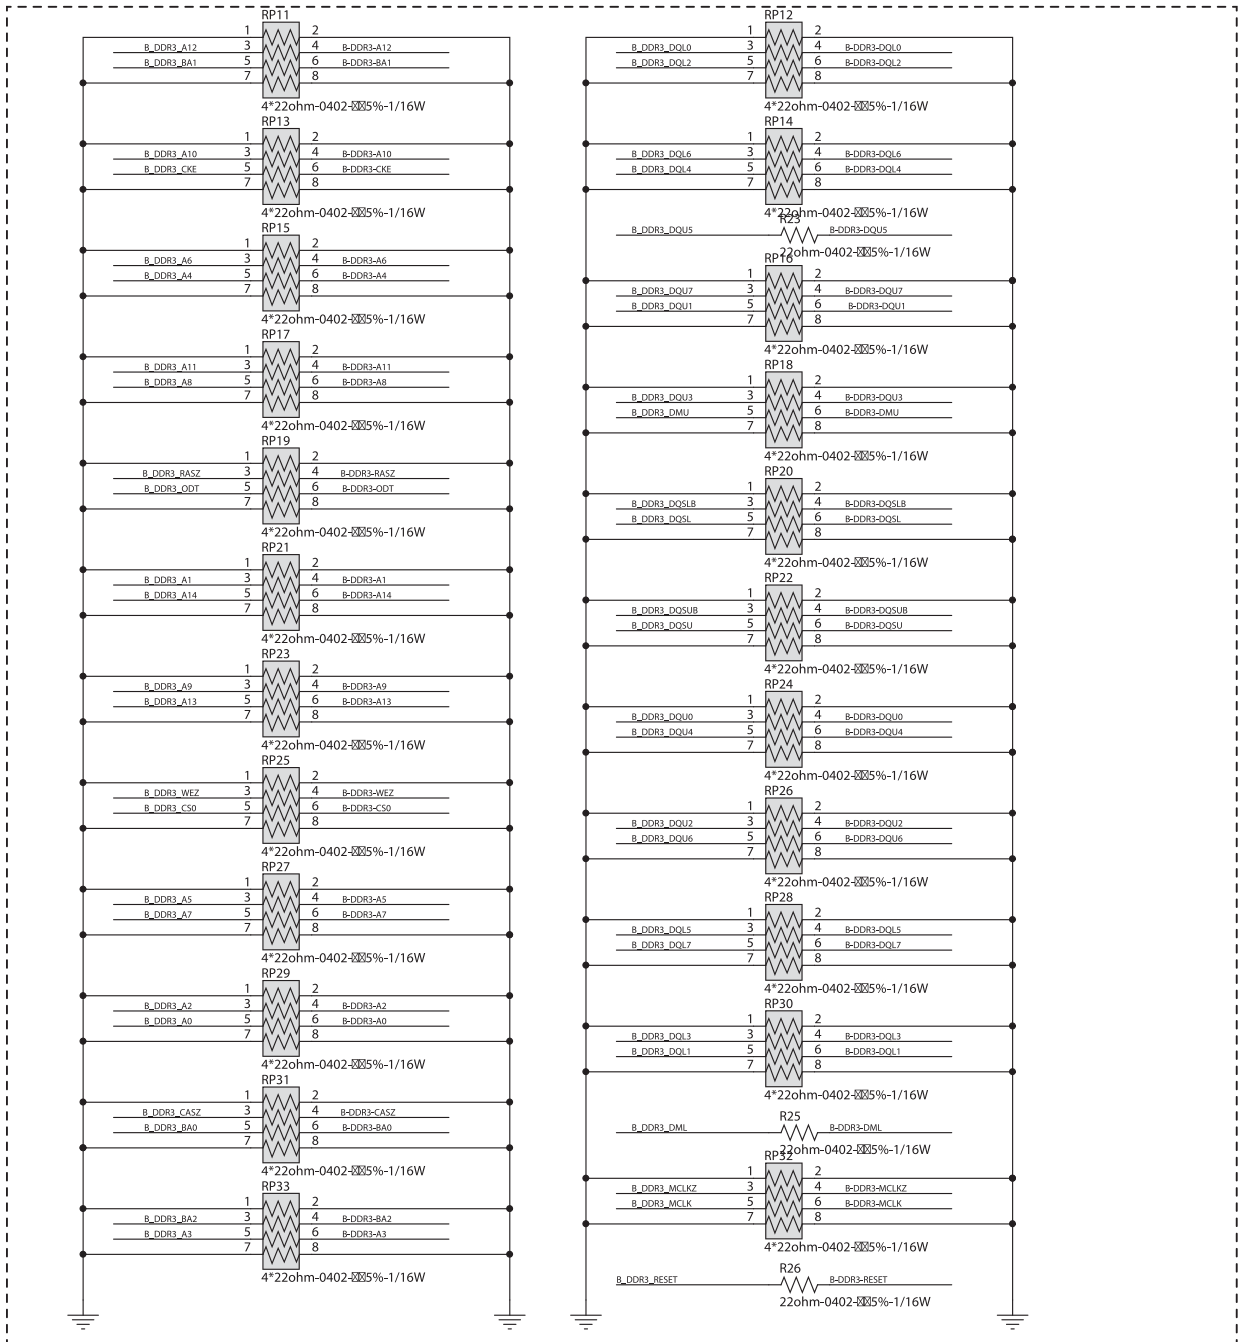 RP11
1 2
B_DDR3_A12 3 4 B-DDR3-A12
B_DDR3_BA1 5 6 B-DDR3-BA1
7 8
4*22ohm-0402-☒☒5%-1/16W
RP13
1 2
B_DDR3_A10 3 4 B-DDR3-A10
B_DDR3_CKE 5 6 B-DDR3-CKE
7 8
4*22ohm-0402-☒☒5%-1/16W
RP15
1 2
B_DDR3_A6 3 4 B-DDR3-A6
B_DDR3_A4 5 6 B-DDR3-A4
7 8
4*22ohm-0402-☒☒5%-1/16W
RP17
1 2
B_DDR3_A11 3 4 B-DDR3-A11
B_DDR3_A8 5 6 B-DDR3-A8
7 8
4*22ohm-0402-☒☒5%-1/16W
RP19
1 2
B_DDR3_RASZ 3 4 B-DDR3-RASZ
B_DDR3_ODT 5 6 B-DDR3-ODT
7 8
4*22ohm-0402-☒☒5%-1/16W
RP21
1 2
B_DDR3_A1 3 4 B-DDR3-A1
B_DDR3_A14 5 6 B-DDR3-A14
7 8
4*22ohm-0402-☒☒5%-1/16W
RP23
1 2
B_DDR3_A9 3 4 B-DDR3-A9
B_DDR3_A13 5 6 B-DDR3-A13
7 8
4*22ohm-0402-☒☒5%-1/16W
RP25
1 2
B_DDR3_WEZ 3 4 B-DDR3-WEZ
B_DDR3_CS0 5 6 B-DDR3-CS0
7 8
4*22ohm-0402-☒☒5%-1/16W
RP27
1 2
B_DDR3_A5 3 4 B-DDR3-A5
B_DDR3_A7 5 6 B-DDR3-A7
7 8
4*22ohm-0402-☒☒5%-1/16W
RP29
1 2
B_DDR3_A2 3 4 B-DDR3-A2
B_DDR3_A0 5 6 B-DDR3-A0
7 8
4*22ohm-0402-☒☒5%-1/16W
RP31
1 2
B_DDR3_CASZ 3 4 B-DDR3-CASZ
B_DDR3_BA0 5 6 B-DDR3-BA0
7 8
4*22ohm-0402-☒☒5%-1/16W
RP33
1 2
B_DDR3_BA2 3 4 B-DDR3-BA2
B_DDR3_A3 5 6 B-DDR3-A3
7 8
4*22ohm-0402-☒☒5%-1/16W
RP12
1 2
B_DDR3_DQL0 3 4 B-DDR3-DQL0
B_DDR3_DQL2 5 6 B-DDR3-DQL2
7 8
4*22ohm-0402-☒☒5%-1/16W
RP14
1 2
B_DDR3_DQL6 3 4 B-DDR3-DQL6
B_DDR3_DQL4 5 6 B-DDR3-DQL4
7 8
4*22ohm-0402-☒☒5%-1/16W
R23
B_DDR3_DQU5 B-DDR3-DQU5
22ohm-0402-☒☒5%-1/16W
RP16
1 2
B_DDR3_DQU7 3 4 B-DDR3-DQU7
B_DDR3_DQU1 5 6 B-DDR3-DQU1
7 8
4*22ohm-0402-☒☒5%-1/16W
RP18
1 2
B_DDR3_DQU3 3 4 B-DDR3-DQU3
B_DDR3_DMU 5 6 B-DDR3-DMU
7 8
4*22ohm-0402-☒☒5%-1/16W
RP20
1 2
B_DDR3_DQSLB 3 4 B-DDR3-DQSLB
B_DDR3_DQSL 5 6 B-DDR3-DQSL
7 8
4*22ohm-0402-☒☒5%-1/16W
RP22
1 2
B_DDR3_DQSUB 3 4 B-DDR3-DQSUB
B_DDR3_DQSU 5 6 B-DDR3-DQSU
7 8
4*22ohm-0402-☒☒5%-1/16W
RP24
1 2
B_DDR3_DQU0 3 4 B-DDR3-DQU0
B_DDR3_DQU4 5 6 B-DDR3-DQU4
7 8
4*22ohm-0402-☒☒5%-1/16W
RP26
1 2
B_DDR3_DQU2 3 4 B-DDR3-DQU2
B_DDR3_DQU6 5 6 B-DDR3-DQU6
7 8
4*22ohm-0402-☒☒5%-1/16W
RP28
1 2
B_DDR3_DQL5 3 4 B-DDR3-DQL5
B_DDR3_DQL7 5 6 B-DDR3-DQL7
7 8
4*22ohm-0402-☒☒5%-1/16W
RP30
1 2
B_DDR3_DQL3 3 4 B-DDR3-DQL3
B_DDR3_DQL1 5 6 B-DDR3-DQL1
7 8
4*22ohm-0402-☒☒5%-1/16W
R25
B_DDR3_DML B-DDR3-DML
22ohm-0402-☒☒5%-1/16W
RP32
1 2
B_DDR3_MCLKZ 3 4 B-DDR3-MCLKZ
B_DDR3_MCLK 5 6 B-DDR3-MCLK
7 8
4*22ohm-0402-☒☒5%-1/16W
R26
B_DDR3_RESET B-DDR3-RESET
22ohm-0402-☒☒5%-1/16W